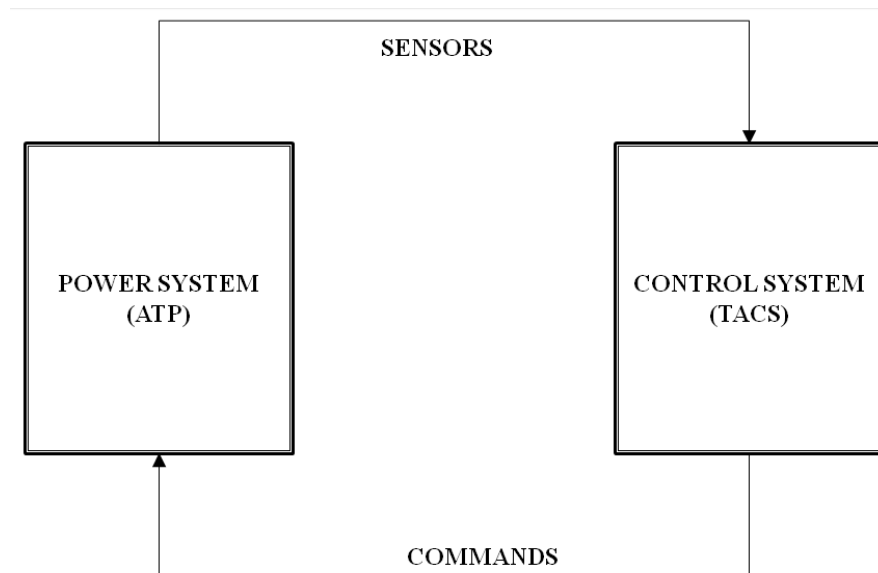 SENSORS
POWER SYSTEM
(ATP)
CONTROL SYSTEM
(TACS)
COMMANDS